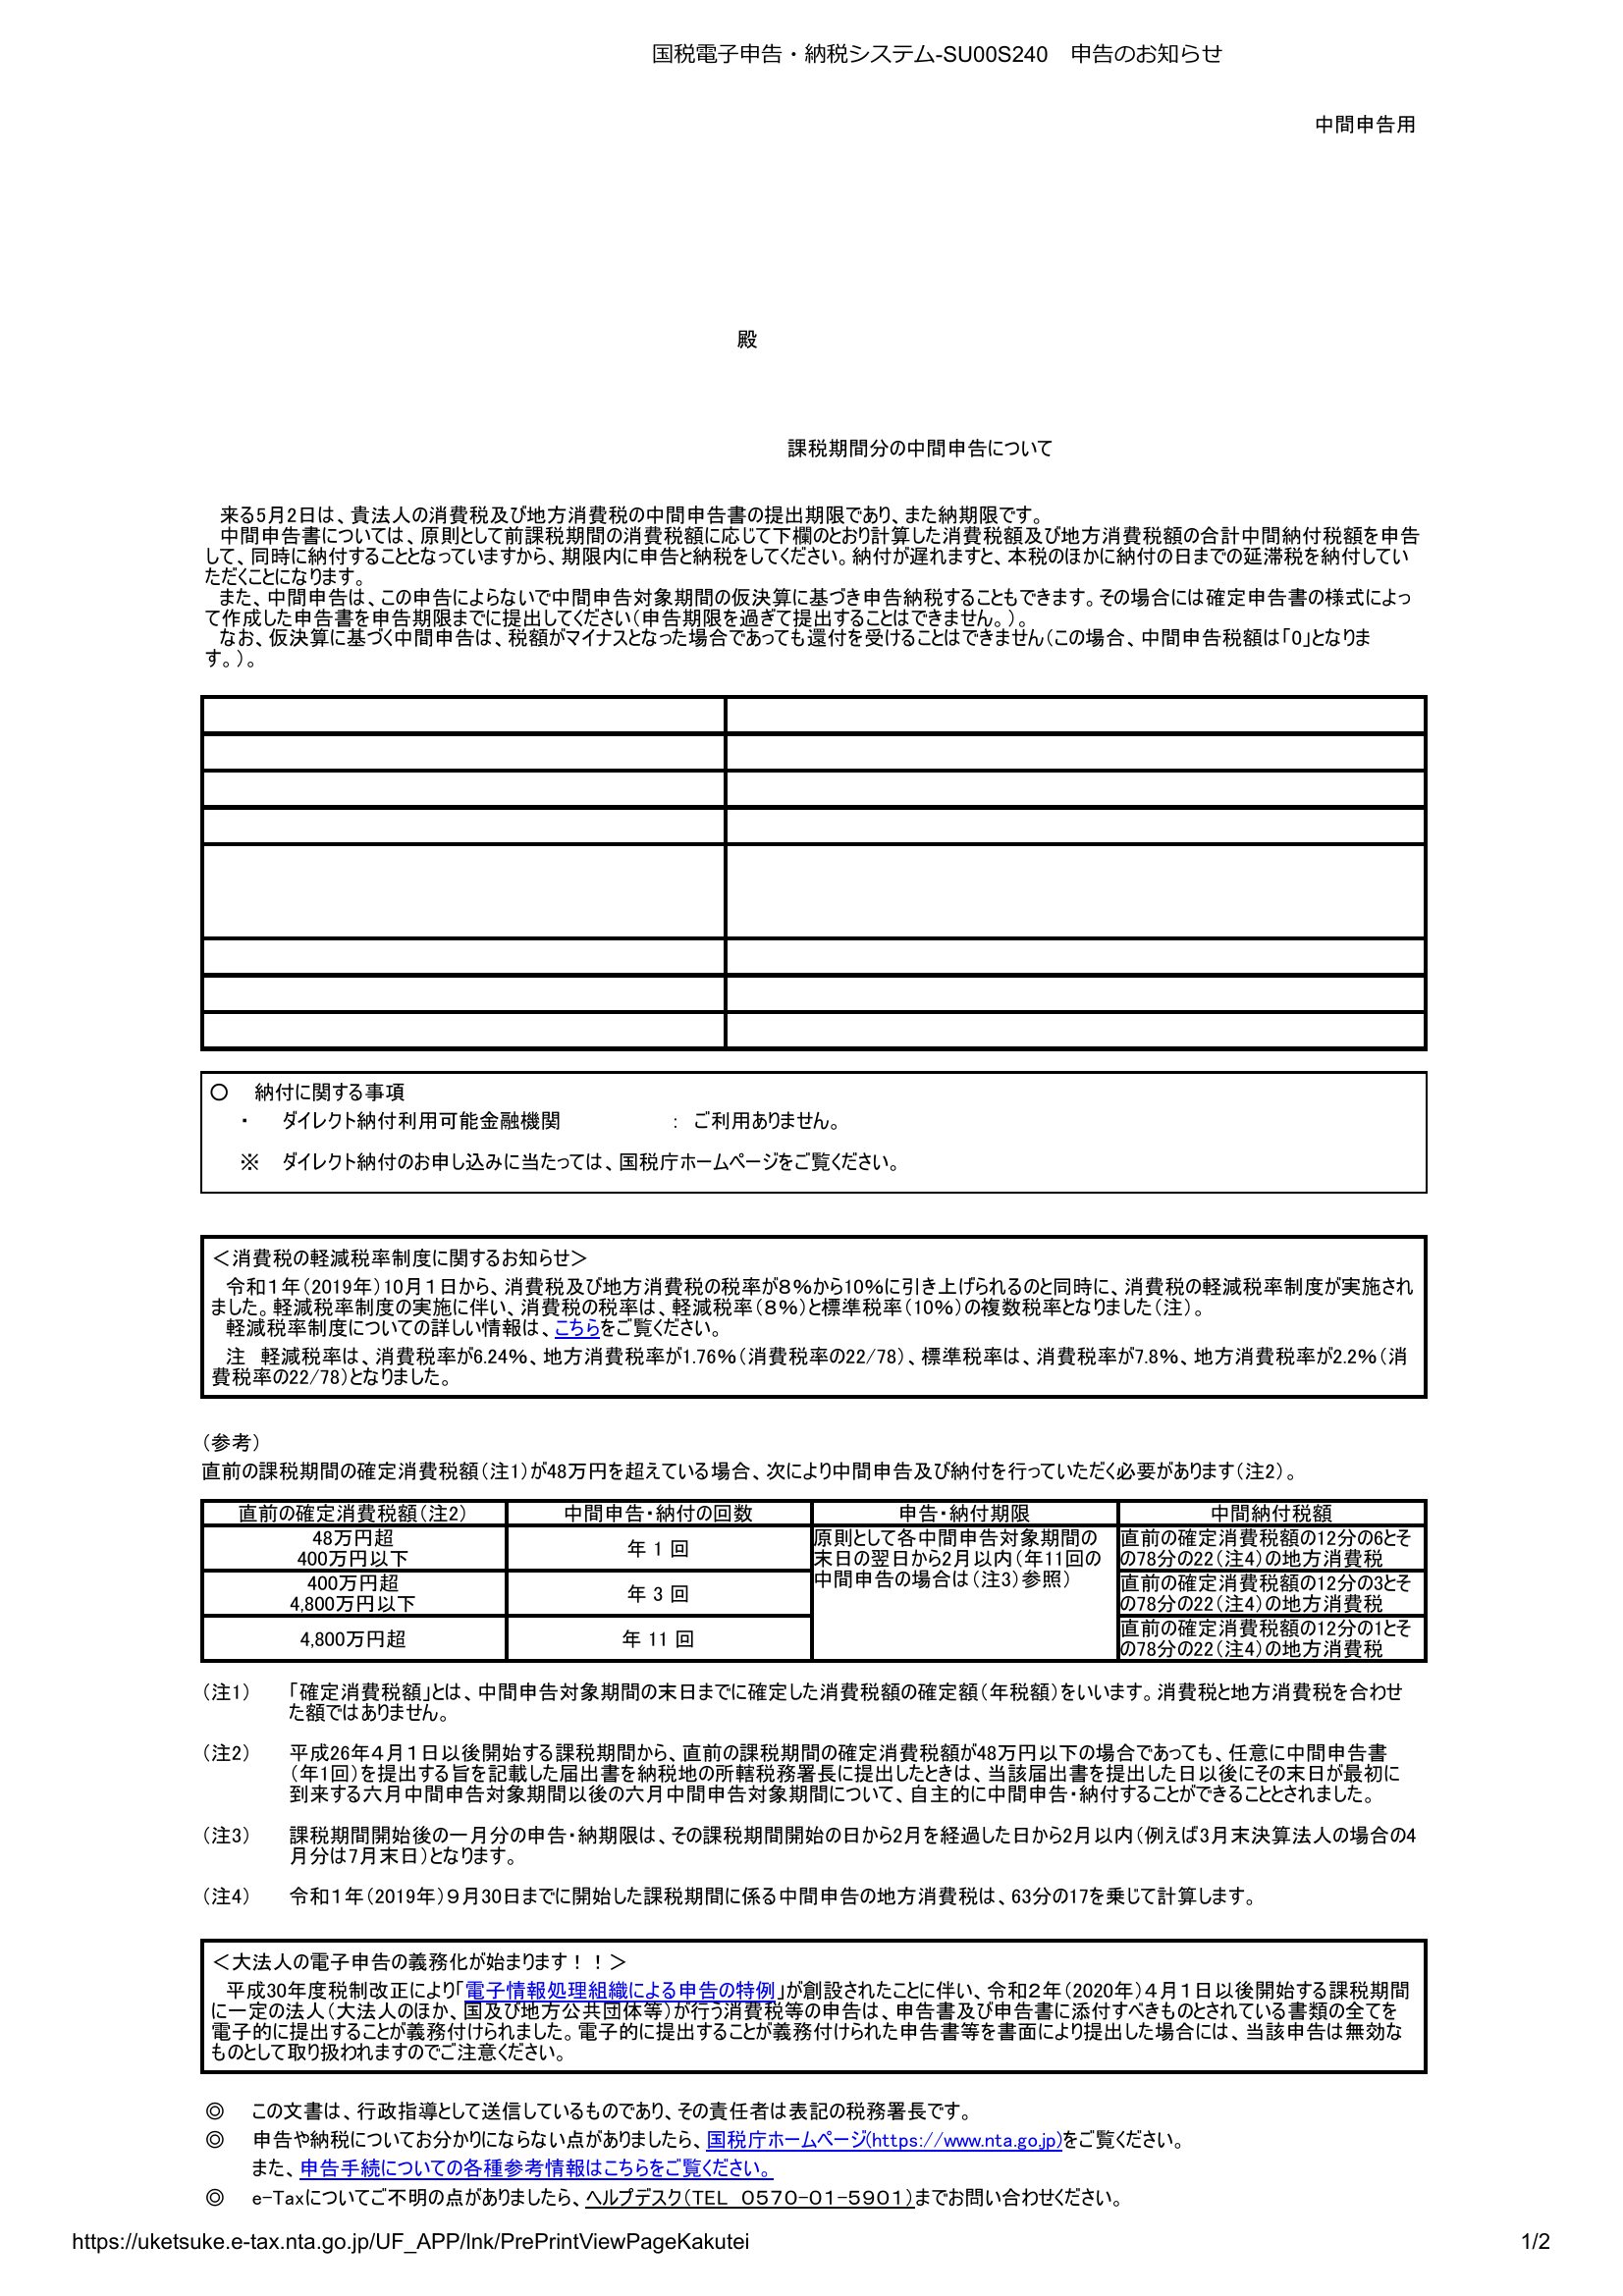 国税電子申告・納税システム-SU00S240　申告のお知らせ
中間申告用
殿
課税期間分の中間申告について
来る5月2日は、貴法人の消費税及び地方消費税の中間申告書の提出期限であり、また納期限です。
中間申告書については、原則として前課税期間の消費税額に応じて下欄のとおり計算した消費税額及び地方消費税額の合計中間納付税額を申告
して、同時に納付することとなっていますから、期限内に申告と納税をしてください。納付が遅れますと、本税のほかに納付の日までの延滞税を納付してい
ただくことになります。
また、中間申告は、この申告によらないで中間申告対象期間の仮決算に基づき申告納税することもできます。その場合には確定申告書の様式によっ
て作成した申告書を申告期限までに提出してください（申告期限を過ぎて提出することはできません。）。
なお、仮決算に基づく中間申告は、税額がマイナスとなった場合であっても還付を受けることはできません（この場合、中間申告税額は「0」となりま
す。）。
○　納付に関する事項
・　ダイレクト納付利用可能金融機関　：　ご利用ありません。
※　ダイレクト納付のお申し込みに当たっては、国税庁ホームページをご覧ください。
＜消費税の軽減税率制度に関するお知らせ＞
令和１年（2019年）10月１日から、消費税及び地方消費税の税率が8％から10％に引き上げられるのと同時に、消費税の軽減税率制度が実施され
ました。軽減税率制度の実施に伴い、消費税の税率は、軽減税率（8％）と標準税率（10％）の複数税率となりました（注）。
軽減税率制度についての詳しい情報は、こちらをご覧ください。
注　軽減税率は、消費税率が6.24％、地方消費税率が1.76％（消費税率の22/78）、標準税率は、消費税率が7.8％、地方消費税率が2.2％（消
費税率の22/78）となりました。
（参考）
直前の課税期間の確定消費税額（注1）が48万円を超えている場合、次により中間申告及び納付を行っていただく必要があります（注2）。
直前の確定消費税額（注2）　中間申告・納付の回数　申告・納付期限　中間納付税額
48万円超
400万円以下
年 1 回
原則として各中間申告対象期間の
末日の翌日から2月以内（年11回の
中間申告の場合は（注3）参照）
直前の確定消費税額の12分の6とそ
の78分の22（注4）の地方消費税
400万円超
4,800万円以下
年 3 回
直前の確定消費税額の12分の3とそ
の78分の22（注4）の地方消費税
4,800万円超
年 11 回
直前の確定消費税額の12分の1とそ
の78分の22（注4）の地方消費税
（注1）　「確定消費税額」とは、中間申告対象期間の末日までに確定した消費税額の確定額（年税額）をいいます。消費税と地方消費税を合わせ
た額ではありません。
（注2）　平成26年４月１日以後開始する課税期間から、直前の課税期間の確定消費税額が48万円以下の場合であっても、任意に中間申告書
（年1回）を提出する旨を記載した届出書を納税地の所轄税務署長に提出したときは、当該届出書を提出した日以後にその末日が最初に
到来する六月中間申告対象期間以後の六月中間申告対象期間について、自主的に中間申告・納付することができることとされました。
（注3）　課税期間開始後の一月分の申告・納期限は、その課税期間開始の日から2月を経過した日から2月以内（例えば3月末決算法人の場合の4
月分は7月末日）となります。
（注4）　令和１年（2019年）９月30日までに開始した課税期間に係る中間申告の地方消費税は、63分の17を乗じて計算します。
＜大法人の電子申告の義務化が始まります！！＞
平成30年度税制改正により「電子情報処理組織による申告の特例」が創設されたことに伴い、令和２年（2020年）４月１日以後開始する課税期間
に一定の法人（大法人のほか、国及び地方公共団体等）が行う消費税等の申告は、申告書及び申告書に添付すべきものとされている書類の全てを
電子的に提出することが義務付けられました。電子的に提出することが義務付けられた申告書等を書面により提出した場合には、当該申告は無効な
ものとして取り扱われますのでご注意ください。
◎　この文書は、行政指導として送信しているものであり、その責任者は表記の税務署長です。
◎　申告や納税についてお分かりにならない点がありましたら、国税庁ホームページ(https://www.nta.go.jp)をご覧ください。
また、申告手続についての各種参考情報はこちらをご覧ください。
◎　e-Taxについてご不明の点がありましたら、ヘルプデスク（TEL　０５７０-０１-５９０１）までお問い合わせください。
https://uketsuke.e-tax.nta.go.jp/UF_APP/lnk/PrePrintViewPageKakutei　1/2